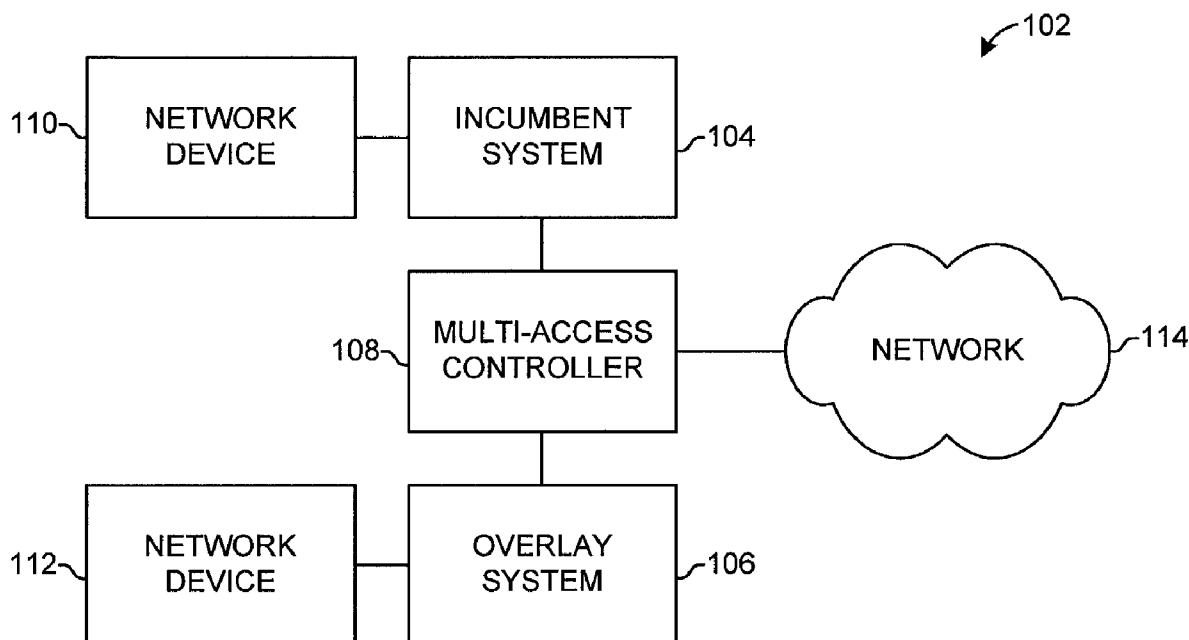 102
110
NETWORK
DEVICE
INCUMBENT
SYSTEM
104
108
MULTI-ACCESS
CONTROLLER
NETWORK
114
112
NETWORK
DEVICE
OVERLAY
SYSTEM
106